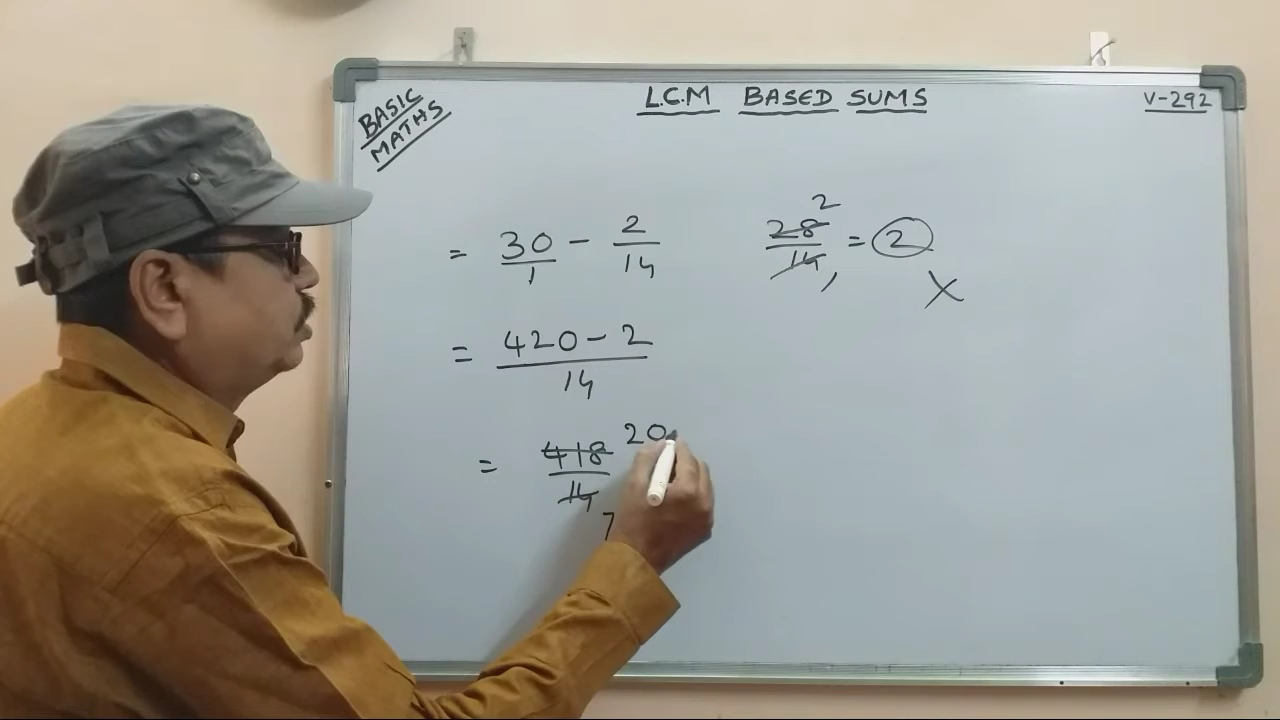 BASIC
MATHS
L.C.M BASED SUMS
V-292
= 30/1 - 2/14
28/14 = 2
2
1
X
= 420 - 2 / 14
= 418/14
20
7